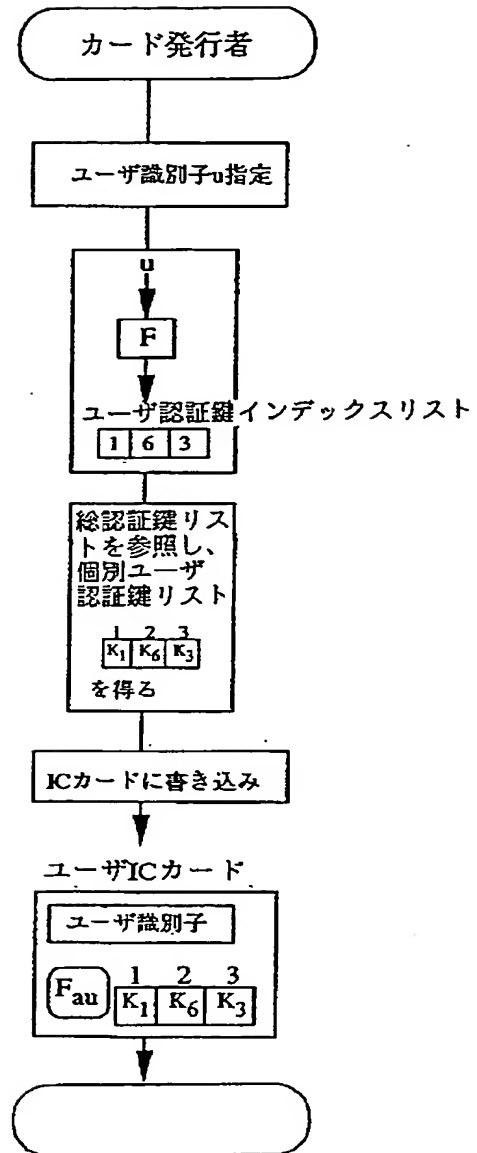 カード発行者
ユーザ識別子u指定
u
F
ユーザ認証鍵インデックスリスト
1 6 3
総認証鍵リス
トを参照し、
個別ユーザ
認証鍵リスト
1 2 3
K1 K6 K3
を得る
ICカードに書き込み
ユーザICカード
ユーザ識別子
1 2 3
Fau K1 K6 K3